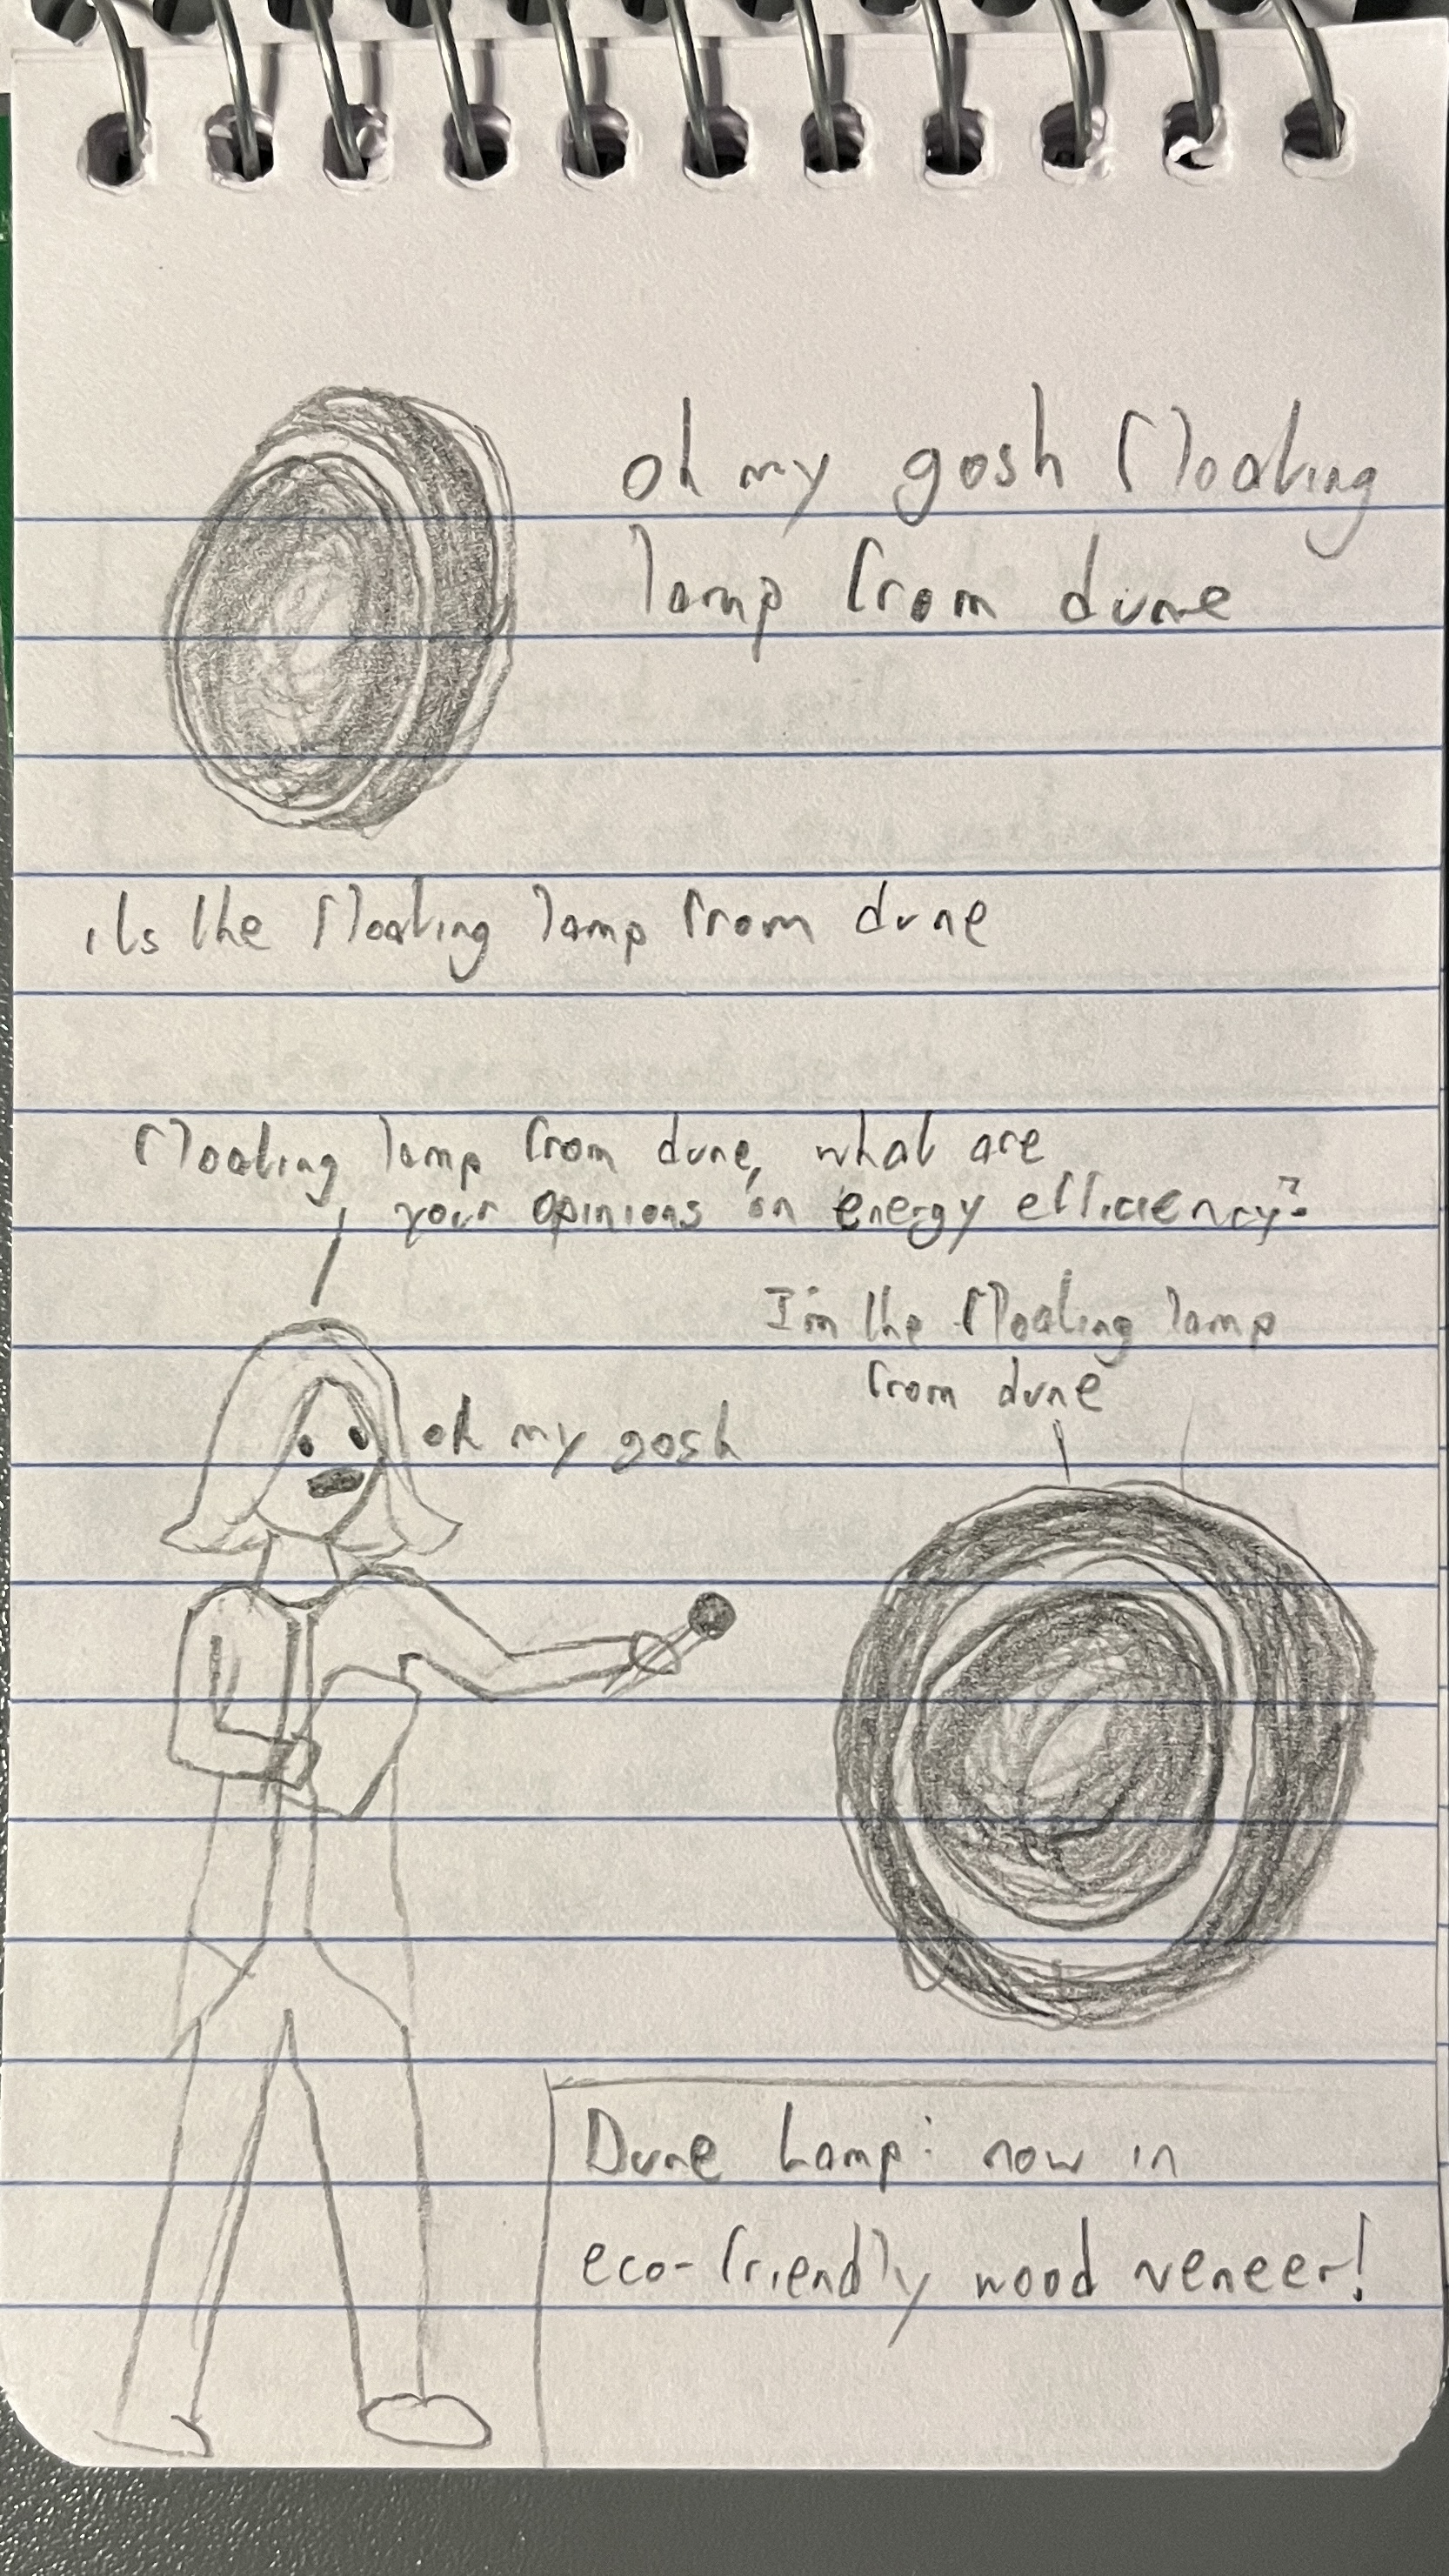 oh my gosh floating
lamp from dune
its the floating lamp from dune
floating lamp from dune, what are
your opinions on energy efficiency?
I'm the floating lamp
from dune
oh my gosh
Dune Lamp: now in
eco-friendly wood veneer!